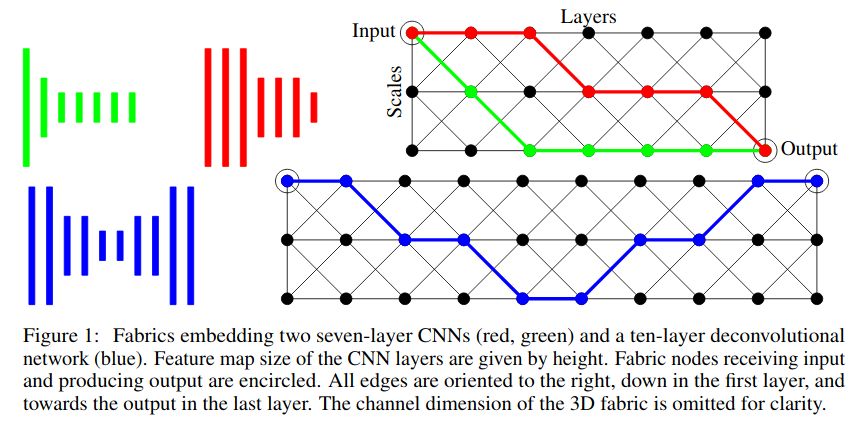 Layers
Input
Scales
Output
Figure 1: Fabrics embedding two seven-layer CNNs (red, green) and a ten-layer deconvolutional
network (blue). Feature map size of the CNN layers are given by height. Fabric nodes receiving input
and producing output are encircled. All edges are oriented to the right, down in the first layer, and
towards the output in the last layer. The channel dimension of the 3D fabric is omitted for clarity.